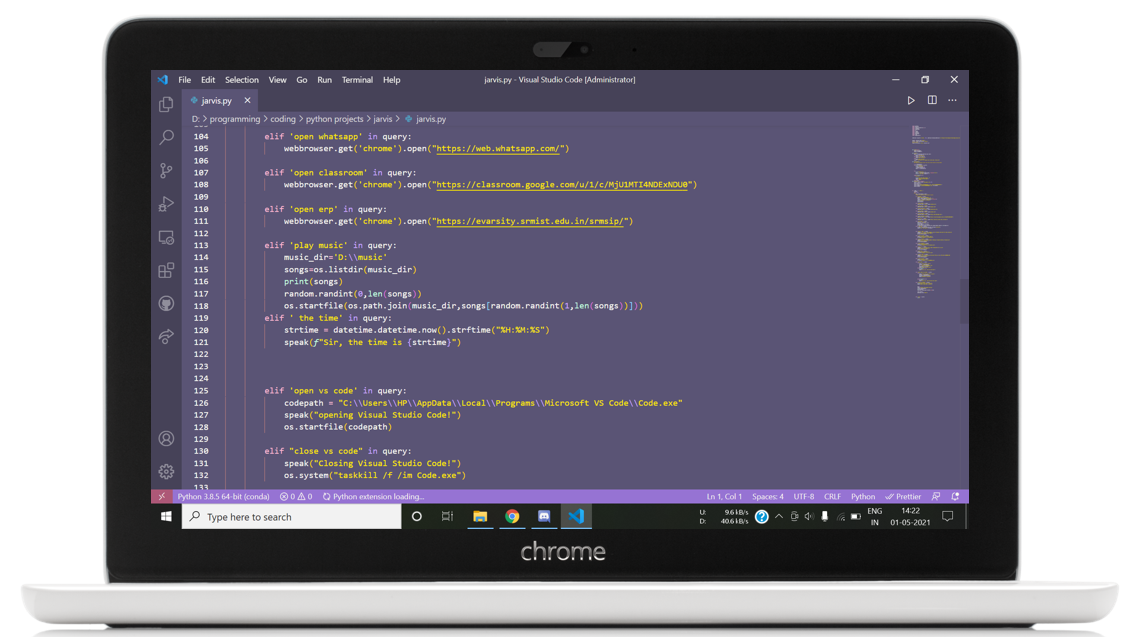 File Edit Selection View Go Run Terminal Help jarvis.py - Visual Studio Code [Administrator]
jarvis.py
D: > programming > coding > python projects > jarvis > jarvis.py
104 elif 'open whatsapp' in query:
105 webbrowser.get('chrome').open("https://web.whatsapp.com/")
106
107 elif 'open classroom' in query:
108 webbrowser.get('chrome').open("https://classroom.google.com/u/1/c/MjU1MTI4NDExNDU0")
109
110 elif 'open erp' in query:
111 webbrowser.get('chrome').open("https://evarsity.srmist.edu.in/srmsip/")
112
113 elif 'play music' in query:
114 music_dir='D:\\music'
115 songs=os.listdir(music_dir)
116 print(songs)
117 random.randint(0,len(songs))
118 os.startfile(os.path.join(music_dir,songs[random.randint(1,len(songs))]))
119 elif ' the time' in query:
120 strtime = datetime.datetime.now().strftime("%H:%M:%S")
121 speak(f"Sir, the time is {strtime}")
122
123
124
125 elif 'open vs code' in query:
126 codepath = "C:\\Users\\HP\\AppData\\Local\\Programs\\Microsoft VS Code\\Code.exe"
127 speak("opening Visual Studio Code!")
128 os.startfile(codepath)
129
130 elif "close vs code" in query:
131 speak("Closing Visual Studio Code!")
132 os.system("taskkill /f /im Code.exe")
133
Python 3.8.5 64-bit (conda) 0 0 Python extension loading... Ln 1, Col 1 Spaces: 4 UTF-8 CRLF Python Prettier
Type here to search
U: 9.6 kB/s
D: 40.6 kB/s
ENG
IN
14:22
01-05-2021
chrome